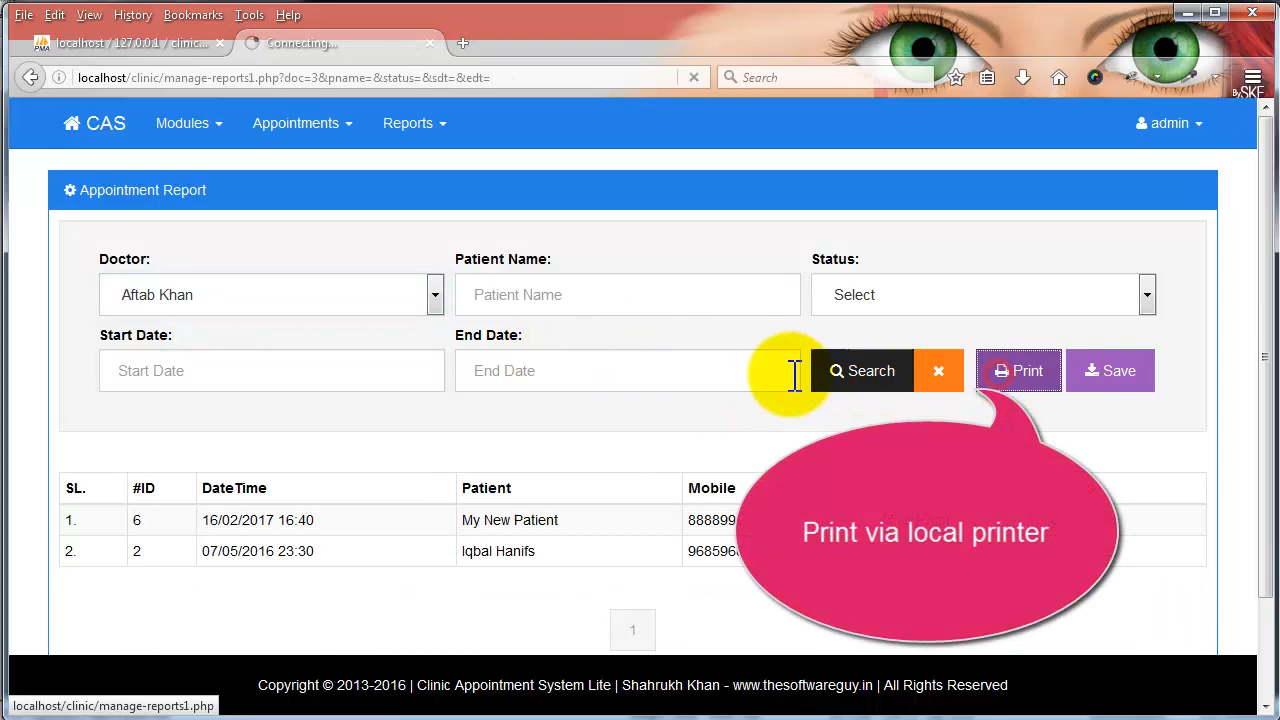 File Edit View History Bookmarks Tools Help
PMA localhost / 127.0.0.1 / clinic... Connecting...
localhost/clinic/manage-reports1.php?doc=3&pname=&status=&sdt=&edt= Search
By SKE
CAS Modules Appointments Reports admin
Appointment Report
Doctor: Patient Name: Status:
Aftab Khan Patient Name Select
Start Date: End Date:
Start Date End Date Search Print Save
SL. #ID DateTime Patient Mobile
1. 6 16/02/2017 16:40 My New Patient 888899
2. 2 07/05/2016 23:30 Iqbal Hanifs
Print via local printer
1
Copyright © 2013-2016 | Clinic Appointment System Lite | Shahrukh Khan - www.thesoftwareguy.in | All Rights Reserved
localhost/clinic/manage-reports1.php